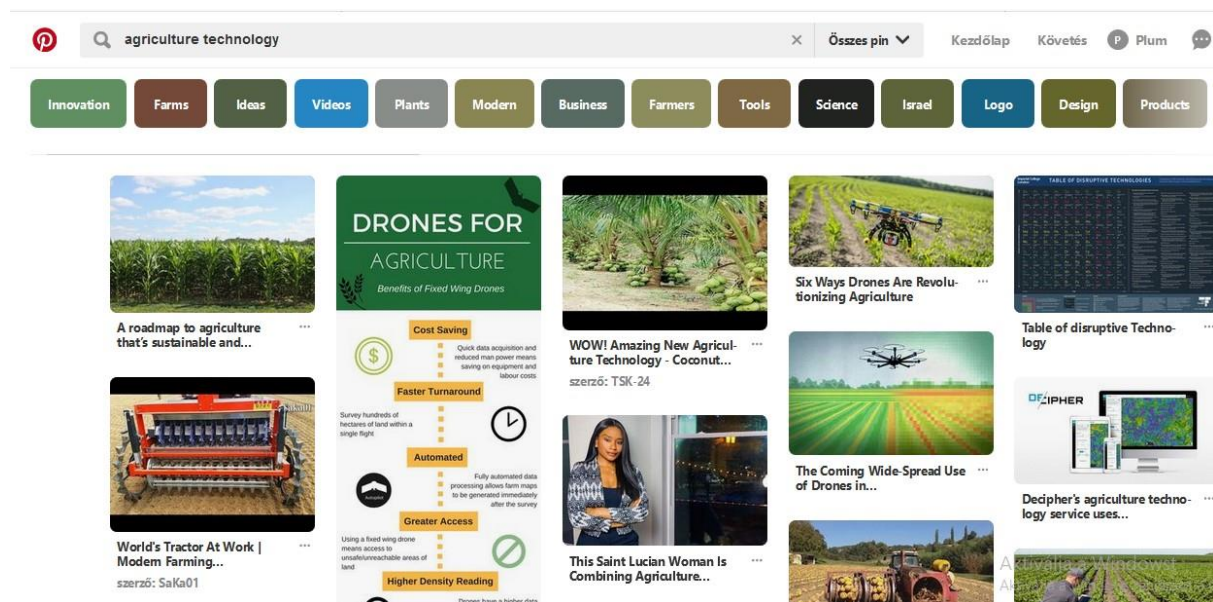 agriculture technology
Összes pin
Kezdőlap
Követés
P
Plum
Innovation
Farms
Ideas
Videos
Plants
Modern
Business
Farmers
Tools
Science
Israel
Logo
Design
Products
A roadmap to agriculture
that's sustainable and...
World's Tractor At Work |
Modern Farming...
szerző: SaKa01
DRONES FOR
AGRICULTURE
Benefits of Fixed Wing Drones
Cost Saving
Quick data acquisition and
reduced man power means
saving on equipment and
labour costs
Faster Turnaround
Survey hundreds of
hectares of land within a
single flight
Automated
Fully automated data
processing allows farm maps
to be generated immediately
after the survey
Autopilot
Greater Access
Using a fixed wing drone
means access to
unsafe/unreachable areas of
land
Higher Density Reading
Drones have a higher data
WOW! Amazing New Agricul-
ture Technology - Coconut...
szerző: TSK-24
This Saint Lucian Woman Is
Combining Agriculture...
Six Ways Drones Are Revolu-
tionizing Agriculture
The Coming Wide-Spread Use
of Drones in...
TABLE OF DISRUPTIVE TECHNOLOGIES
Table of disruptive Techno-
logy
Decipher's agriculture techno-
logy service uses...